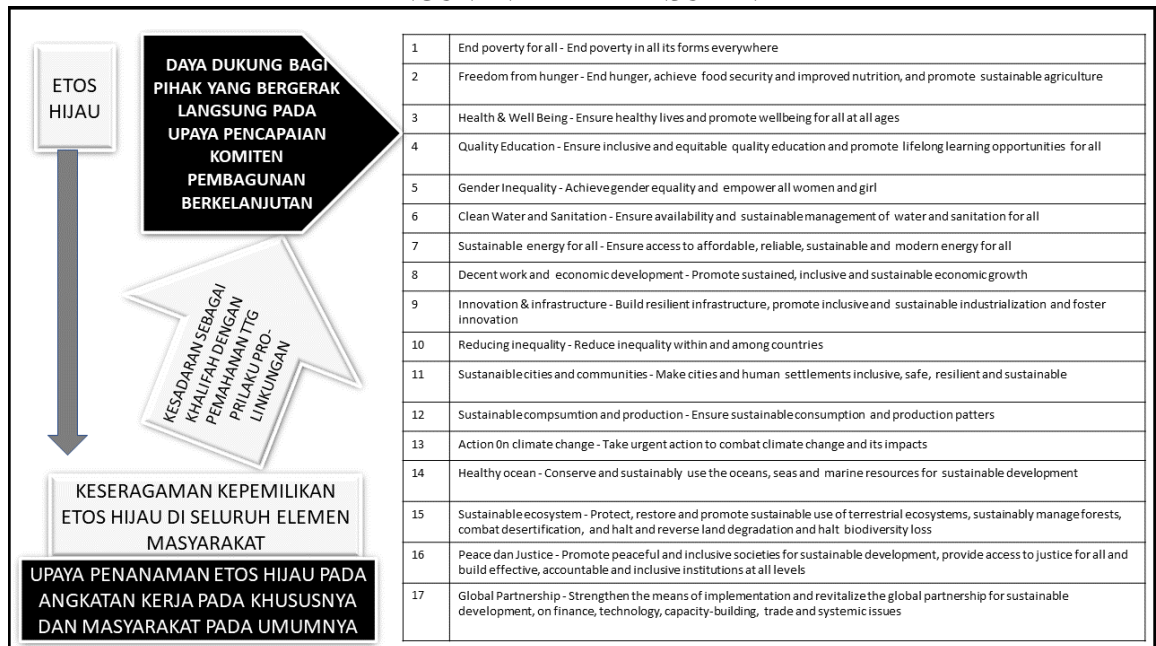 ETOS
HIJAU
DAYA DUKUNG BAGI
PIHAK YANG BERGERAK
LANGSUNG PADA
UPAYA PENCAPAIAN
KOMITEN
PEMBAGUNAN
BERKELANJUTAN
KESADARAN SEBAGAI
KHALIFAH DENGAN
PEMAHANAN TTG
PRILAKU PRO-
LINKUNGAN
KESERAGAMAN KEPEMILIKAN
ETOS HIJAU DI SELURUH ELEMEN
MASYARAKAT
UPAYA PENANAMAN ETOS HIJAU PADA
ANGKATAN KERJA PADA KHUSUSNYA
DAN MASYARAKAT PADA UMUMNYA
1 End poverty for all - End poverty in all its forms everywhere
2 Freedom from hunger - End hunger, achieve food security and improved nutrition, and promote sustainable agriculture
3 Health & Well Being - Ensure healthy lives and promote wellbeing for all at all ages
4 Quality Education - Ensure inclusive and equitable quality education and promote lifelong learning opportunities for all
5 Gender Inequality - Achieve gender equality and empower all women and girl
6 Clean Water and Sanitation - Ensure availability and sustainable management of water and sanitation for all
7 Sustainable energy for all - Ensure access to affordable, reliable, sustainable and modern energy for all
8 Decent work and economic development - Promote sustained, inclusive and sustainable economic growth
9 Innovation & infrastructure - Build resilient infrastructure, promote inclusive and sustainable industrialization and foster
innovation
10 Reducing inequality - Reduce inequality within and among countries
11 Sustanaible cities and communities - Make cities and human settlements inclusive, safe, resilient and sustainable
12 Sustainable compsumtion and production - Ensure sustainable consumption and production patters
13 Action 0n climate change - Take urgent action to combat climate change and its impacts
14 Healthy ocean - Conserve and sustainably use the oceans, seas and marine resources for sustainable development
15 Sustainable ecosystem - Protect, restore and promote sustainable use of terrestrial ecosystems, sustainably manage forests,
combat desertification, and halt and reverse land degradation and halt biodiversity loss
16 Peace dan Justice - Promote peaceful and inclusive societies for sustainable development, provide access to justice for all and
build effective, accountable and inclusive institutions at all levels
17 Global Partnership - Strengthen the means of implementation and revitalize the global partnership for sustainable
development, on finance, technology, capacity-building, trade and systemic issues